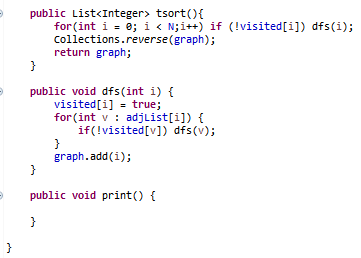 public List<Integer> tsort(){
for(int i = 0; i < N;i++) if (!visited[i]) dfs(i);
Collections.reverse(graph);
return graph;
}
public void dfs(int i) {
visited[i] = true;
for(int v : adjList[i]) {
if(!visited[v]) dfs(v);
}
graph.add(i);
}
public void print() {
}
}